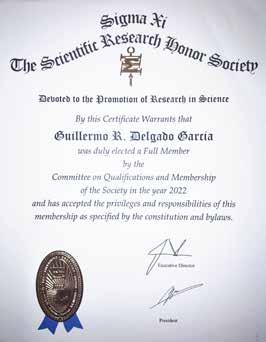 Sigma Xi
The Scientific Research Honor Society
Devoted to the Promotion of Research in Science
By this Certificate Warrants that
Guillermo R. Delgado García
was duly elected a Full Member
by the
Committee on Qualifications and Membership
of the Society in the year 2022
and has accepted the privileges and responsibilities of this
membership as specified by the constitution and bylaws.
Executive Director
President